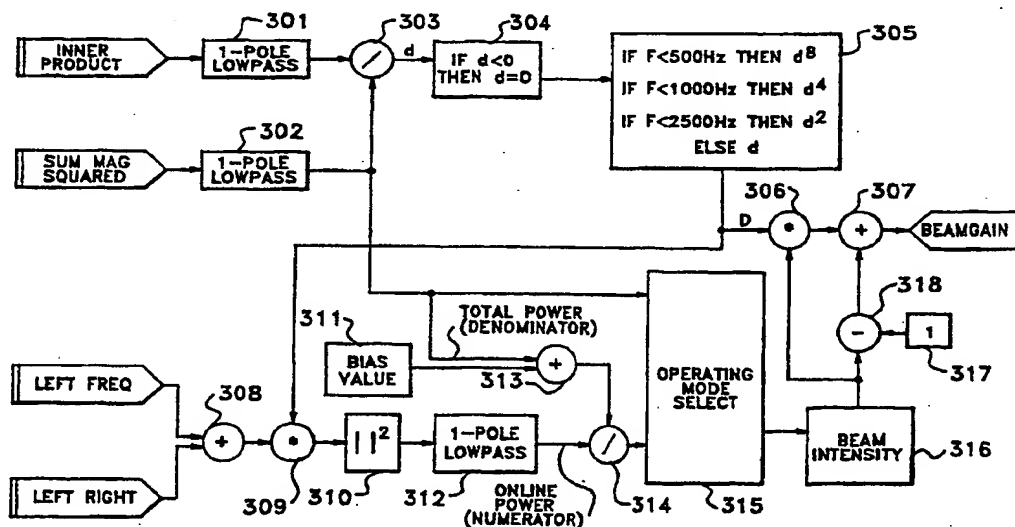 301
303
304
305
INNER
PRODUCT
1-POLE
LOWPASS
/
d
IF d<0
THEN d=0
IF F<500Hz THEN d8
IF F<1000Hz THEN d4
IF F<2500Hz THEN d2
ELSE d
302
SUM MAG
SQUARED
1-POLE
LOWPASS
306
307
D
*
+
BEAMGAIN
318
-
1
317
311
TOTAL POWER
(DENOMINATOR)
BIAS
VALUE
+
313
OPERATING
MODE
SELECT
LEFT FREQ
308
+
*
| |2
1-POLE
LOWPASS
/
BEAM
INTENSITY
316
LEFT RIGHT
309
310
312
ONLINE
POWER
(NUMERATOR)
314
315